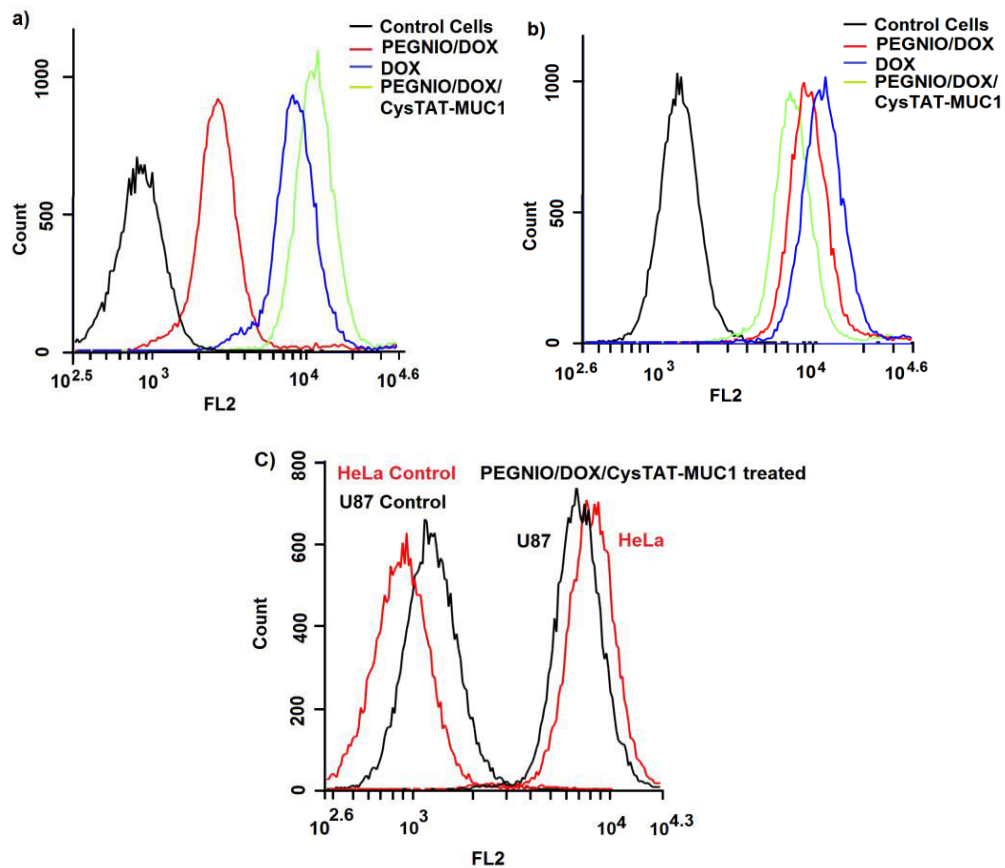 a)
Control Cells
PEGNIO/DOX
DOX
PEGNIO/DOX/
CysTAT-MUC1
1000
500
0
Count
10^2.5 10^3 10^4 10^4.6
FL2
b)
Control Cells
PEGNIO/DOX
DOX
PEGNIO/DOX/
CysTAT-MUC1
1000
500
0
Count
10^2.6 10^3 10^4 10^4.6
FL2
C)
HeLa Control
U87 Control
PEGNIO/DOX/CysTAT-MUC1 treated
U87 HeLa
800
600
400
200
0
Count
10^2.6 10^3 10^4 10^4.3
FL2